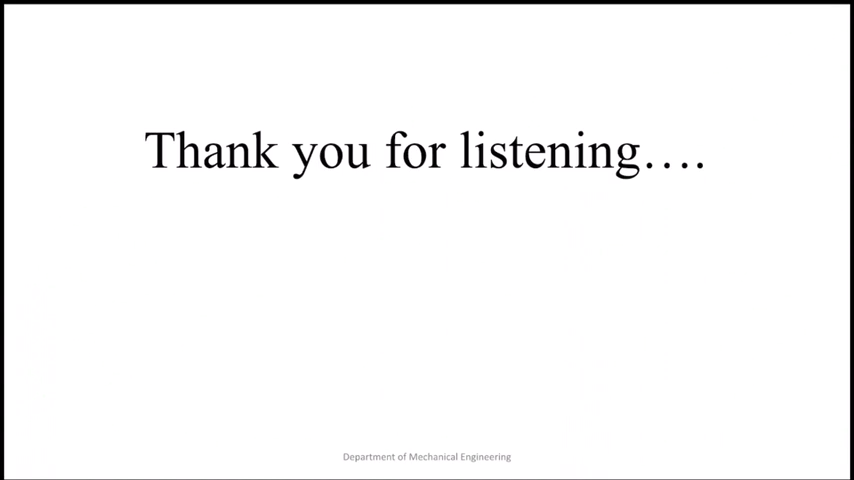 Thank you for listening….
Department of Mechanical Engineering